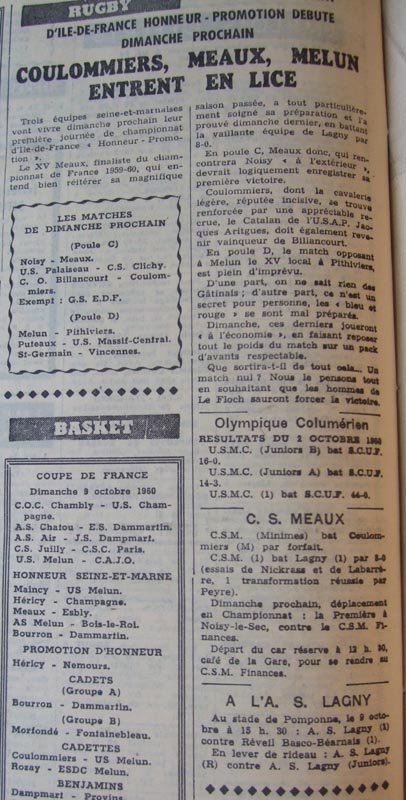 RUGBY
D'ILE-DE-FRANCE HONNEUR - PROMOTION DEBUTE
DIMANCHE PROCHAIN
COULOMMIERS, MEAUX, MELUN
ENTRENT EN LICE
Trois équipes seine-et-marnaises
vont vivre dimanche prochain leur
première journée de championnat
d'Ile-de-France « Honneur - Promo-
tion ».
Le XV Meaux, finaliste du cham-
pionnat de France 1959-60, qui en-
tend bien réitérer sa magnifique
LES MATCHES
DE DIMANCHE PROCHAIN
(Poule C)
Noisy - Meaux.
U.S. Palaiseau - C.S. Clichy.
C. O. Billancourt - Coulom-
miers.
Exempt : G.S. E.D.F.
(Poule D)
Melun - Pithiviers.
Puteaux - U.S. Massif-Central.
St-Germain - Vincennes.
BASKET
COUPE DE FRANCE
Dimanche 9 octobre 1960
C.O.C. Chambly - U.S. Cham-
pagne.
A.S. Chatou - E.S. Dammartin.
A.S. Air - J.S. Dampmart.
C.S. Juilly - C.S.C. Paris.
U.S. Melun - C.A.J.O.
HONNEUR SEINE-ET-MARNE
Maincy - US Melun.
Héricy - Champagne.
Meaux - Esbly.
AS Melun - Bois-le-Roi.
Bourron - Dammartin.
PROMOTION D'HONNEUR
Héricy - Nemours.
CADETS
(Groupe A)
Bourron - Dammartin.
(Groupe B)
Morfondé - Fontainebleau.
CADETTES
Coulommiers - US Melun.
Rozay - ESDC Melun.
BENJAMINS
Dampmart - Provins.
saison passée, a tout particulière-
ment soigné sa préparation et l'a
prouvé dimanche dernier, en battant
la vaillante équipe de Lagny par
8-0.
En poule C, Meaux donc, qui ren-
contrera Noisy « à l'extérieur »,
devrait logiquement enregistrer sa
première victoire.
Coulommiers, dont la cavalerie
légère, réputée incisive, se trouve
renforcée par une appréciable re-
crue, le Catalan de l'U.S.A.P. Jac-
ques Aritgues, doit également reve-
nir vainqueur de Billancourt.
En poule D, le match opposant
à Melun le XV local à Pithiviers,
est plein d'imprévu.
D'une part, on ne sait rien des
Gâtinais ; d'autre part, ce n'est un
secret pour personne, les « bleu et
rouge » se sont mal préparés.
Dimanche, ces derniers joueront
« à l'économie », en faisant reposer
tout le poids du match sur un pack
d'avants respectable.
Que sortira-t-il de tout cela... Un
match nul ? Nous le pensons tout
en souhaitant que les hommes de
Le Floch sauront forcer la victoire.
Olympique Columérien
RESULTATS DU 2 OCTOBRE 1960
U.S.M.C. (Juniors B) bat S.C.U.F.
16-0.
U.S.M.C. (Juniors A) bat S.C.U.F.
14-3.
U.S.M.C. (1) bat S.C.U.F.
C. S. MEAUX
C.S.M. (Minimes) bat Coulom-
miers (M) par forfait.
C.S.M. (1) bat Lagny (1) par 8-0
(essais de Nickrass et de Labarrè-
re, 1 transformation réussie par
Peyre).
Dimanche prochain, déplacement
en Championnat : la Première à
Noisy-le-Sec, contre le C.S.M. Fi-
nances.
Départ du car réservé à 13 h. 30,
café de la Gare, pour se rendre au
C.S.M. Finances.
A L'A. S. LAGNY
Au stade de Pomponne, le 9 octo-
bre à 15 h. 30 : A. S. Lagny (1)
contre Réveil Basco-Béarnais (1).
En lever de rideau : A. S. Lagny
(R) contre A. S. Lagny (Juniors).